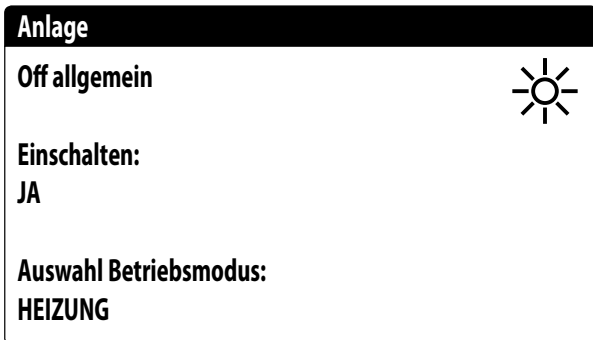 Anlage
Off allgemein
Einschalten:
JA
Auswahl Betriebsmodus:
HEIZUNG